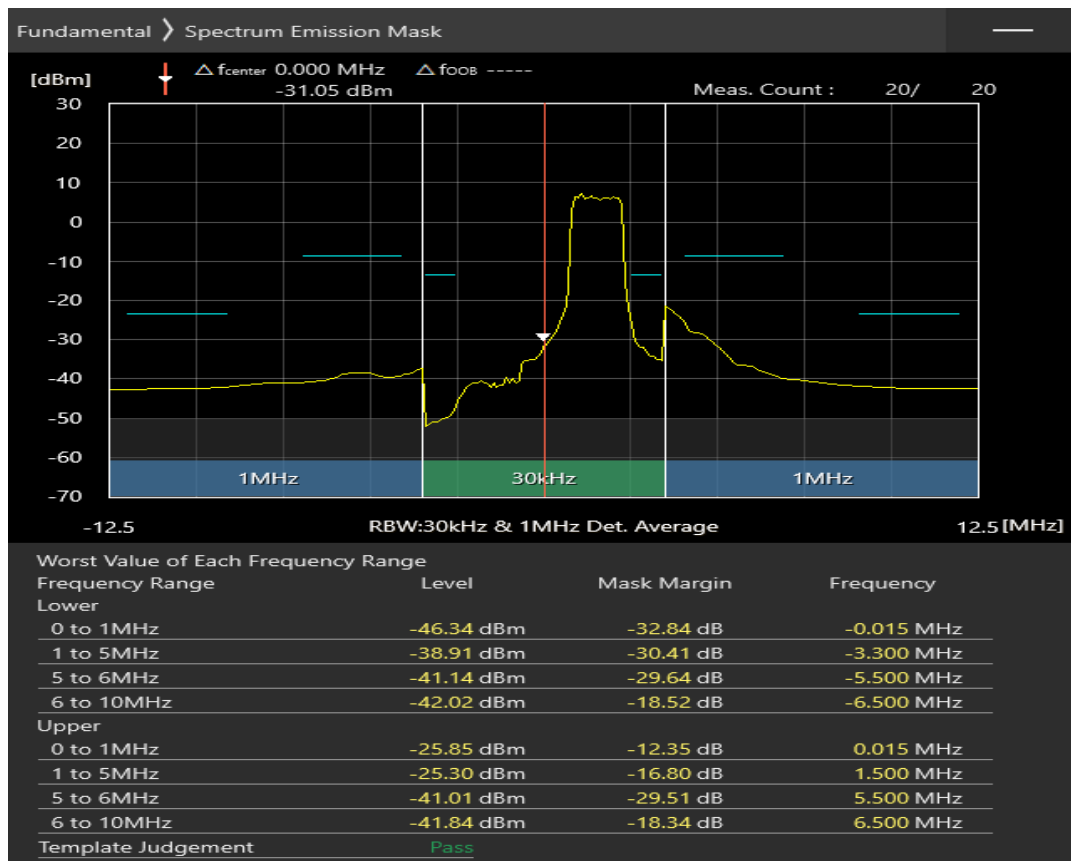 Fundamental ❯ Spectrum Emission Mask
[dBm] △ fcenter 0.000 MHz △ fOOB -----
-31.05 dBm Meas. Count : 20/ 20
30
20
10
0
-10
-20
-30
-40
-50
-60
1MHz 30kHz 1MHz
-70
-12.5 RBW:30kHz & 1MHz Det. Average 12.5 [MHz]
Worst Value of Each Frequency Range
Frequency Range Level Mask Margin Frequency
Lower
0 to 1MHz -46.34 dBm -32.84 dB -0.015 MHz
1 to 5MHz -38.91 dBm -30.41 dB -3.300 MHz
5 to 6MHz -41.14 dBm -29.64 dB -5.500 MHz
6 to 10MHz -42.02 dBm -18.52 dB -6.500 MHz
Upper
0 to 1MHz -25.85 dBm -12.35 dB 0.015 MHz
1 to 5MHz -25.30 dBm -16.80 dB 1.500 MHz
5 to 6MHz -41.01 dBm -29.51 dB 5.500 MHz
6 to 10MHz -41.84 dBm -18.34 dB 6.500 MHz
Template Judgement Pass